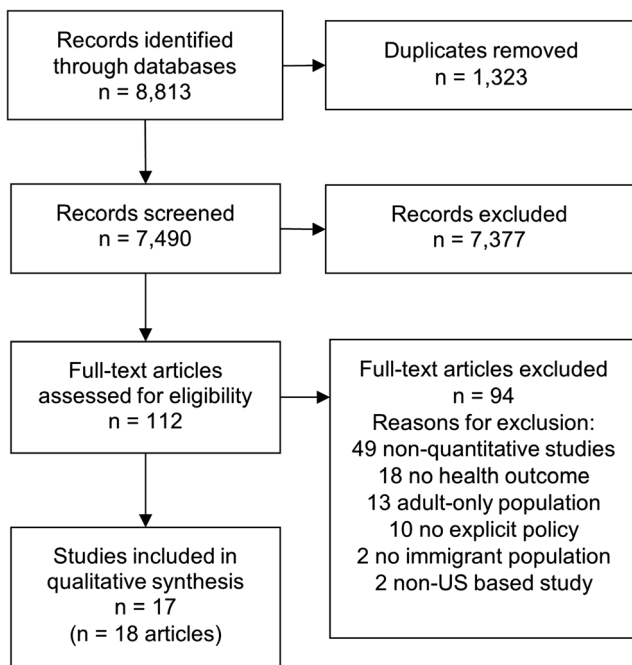 Records identified
through databases
n = 8,813
Duplicates removed
n = 1,323
Records screened
n = 7,490
Records excluded
n = 7,377
Full-text articles
assessed for eligibility
n = 112
Full-text articles excluded
n = 94
Reasons for exclusion:
49 non-quantitative studies
18 no health outcome
13 adult-only population
10 no explicit policy
2 no immigrant population
2 non-US based study
Studies included in
qualitative synthesis
n = 17
(n = 18 articles)